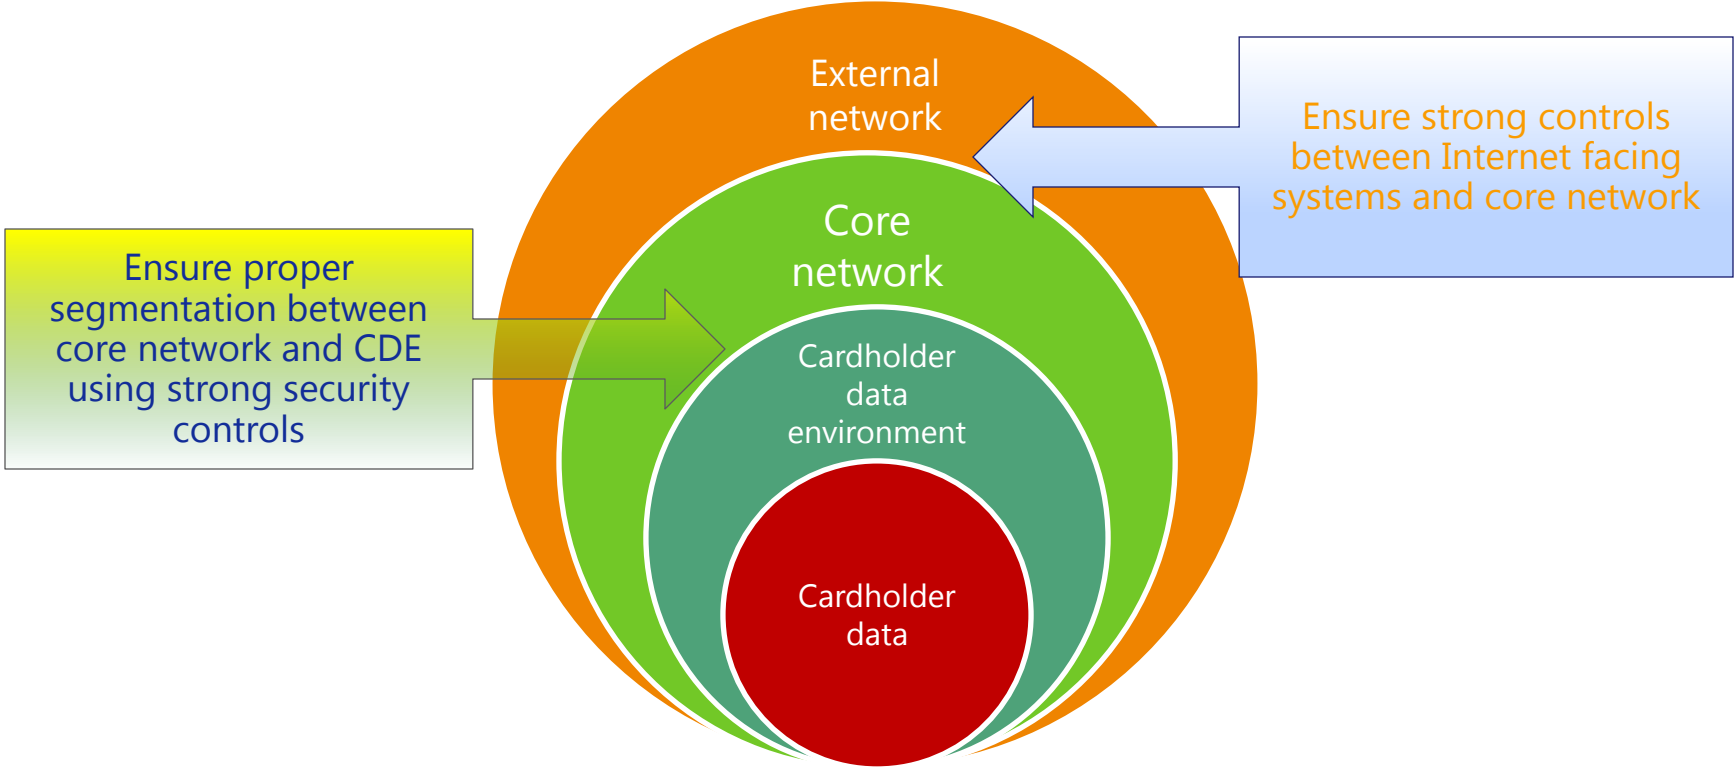 External
network
Ensure strong controls
between Internet facing
systems and core network
Core
network
Ensure proper
segmentation between
core network and CDE
using strong security
controls
Cardholder
data
environment
Cardholder
data